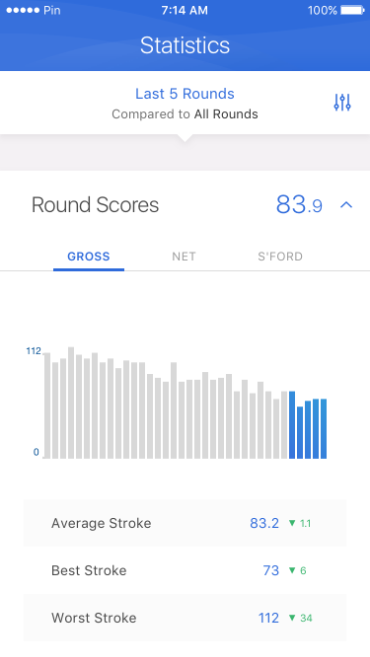 Pin 7:14 AM 100%
Statistics
Last 5 Rounds
Compared to All Rounds
Round Scores 83.9
GROSS NET S'FORD
112
0
Average Stroke 83.2 ▼ 1.1
Best Stroke 73 ▼ 6
Worst Stroke 112 ▼ 34